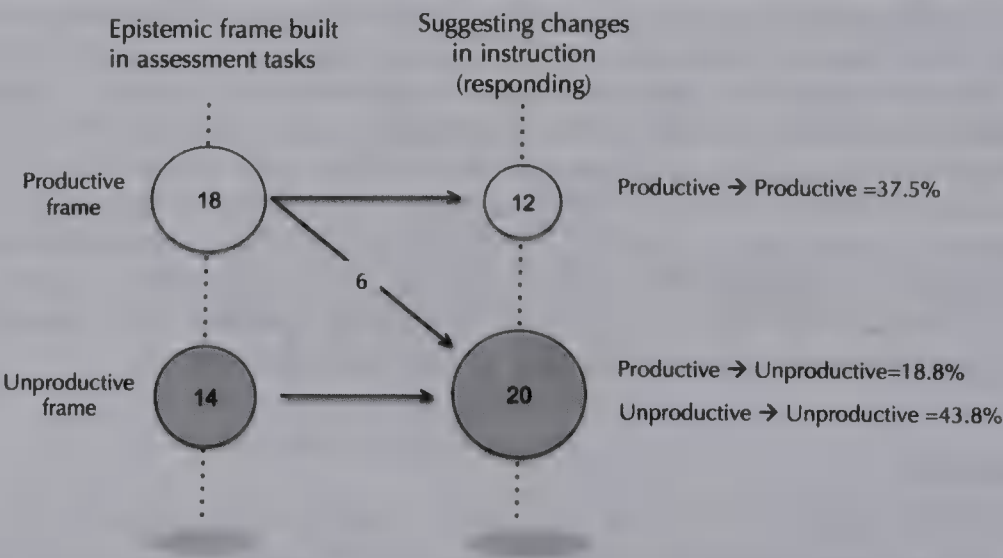 Epistemic frame built
in assessment tasks
Suggesting changes
in instruction
(responding)
Productive
frame
18
12
Productive → Productive =37.5%
6
Unproductive
frame
14
20
Productive → Unproductive=18.8%
Unproductive → Unproductive =43.8%